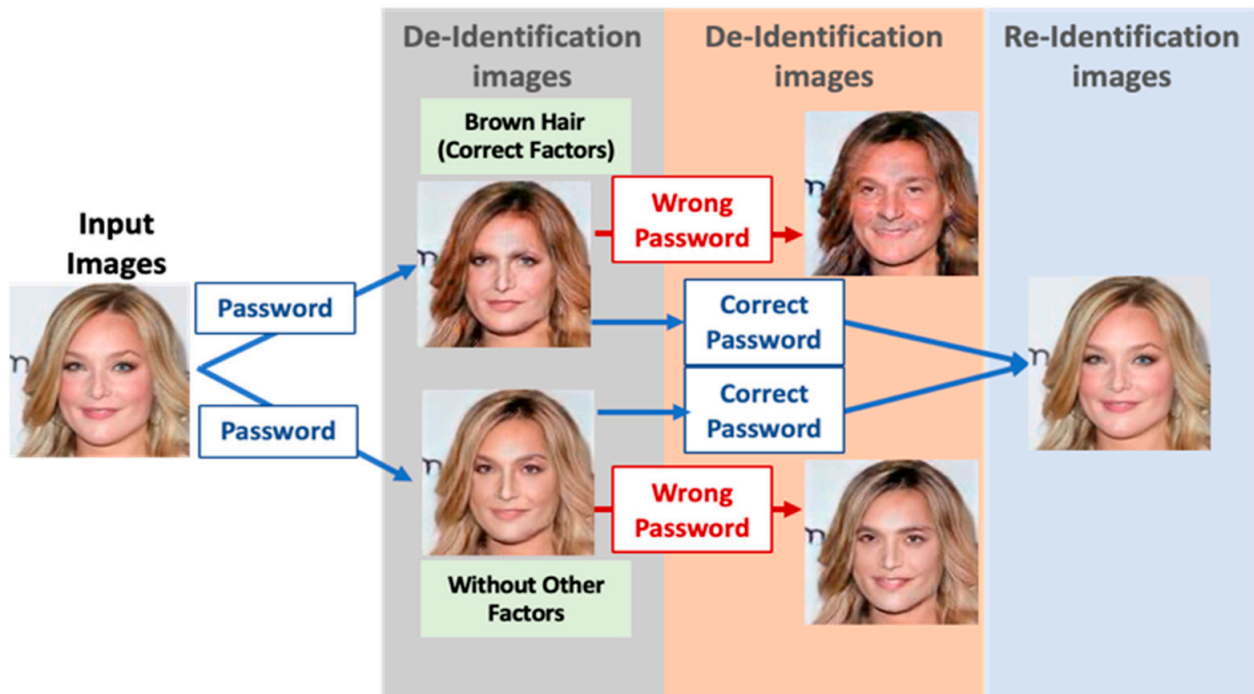 De-Identification
images
De-Identification
images
Re-Identification
images
Brown Hair
(Correct Factors)
Input
Images
Password
Password
Wrong
Password
Correct
Password
Correct
Password
Wrong
Password
Without Other
Factors